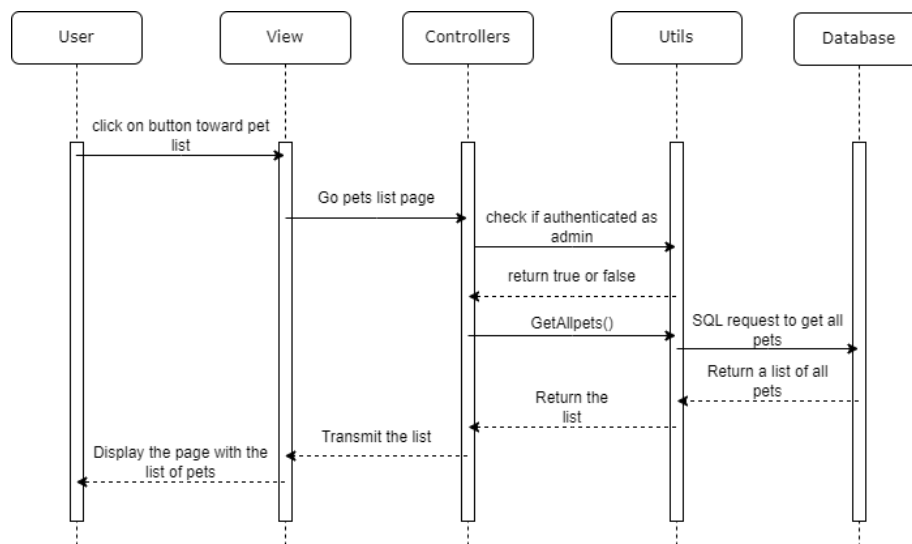 User
View
Controllers
Utils
Database
click on button toward pet
list
Go pets list page
check if authenticated as
admin
return true or false
GetAllpets()
SQL request to get all
pets
Return a list of all
pets
Return the
list
Transmit the list
Display the page with the
list of pets